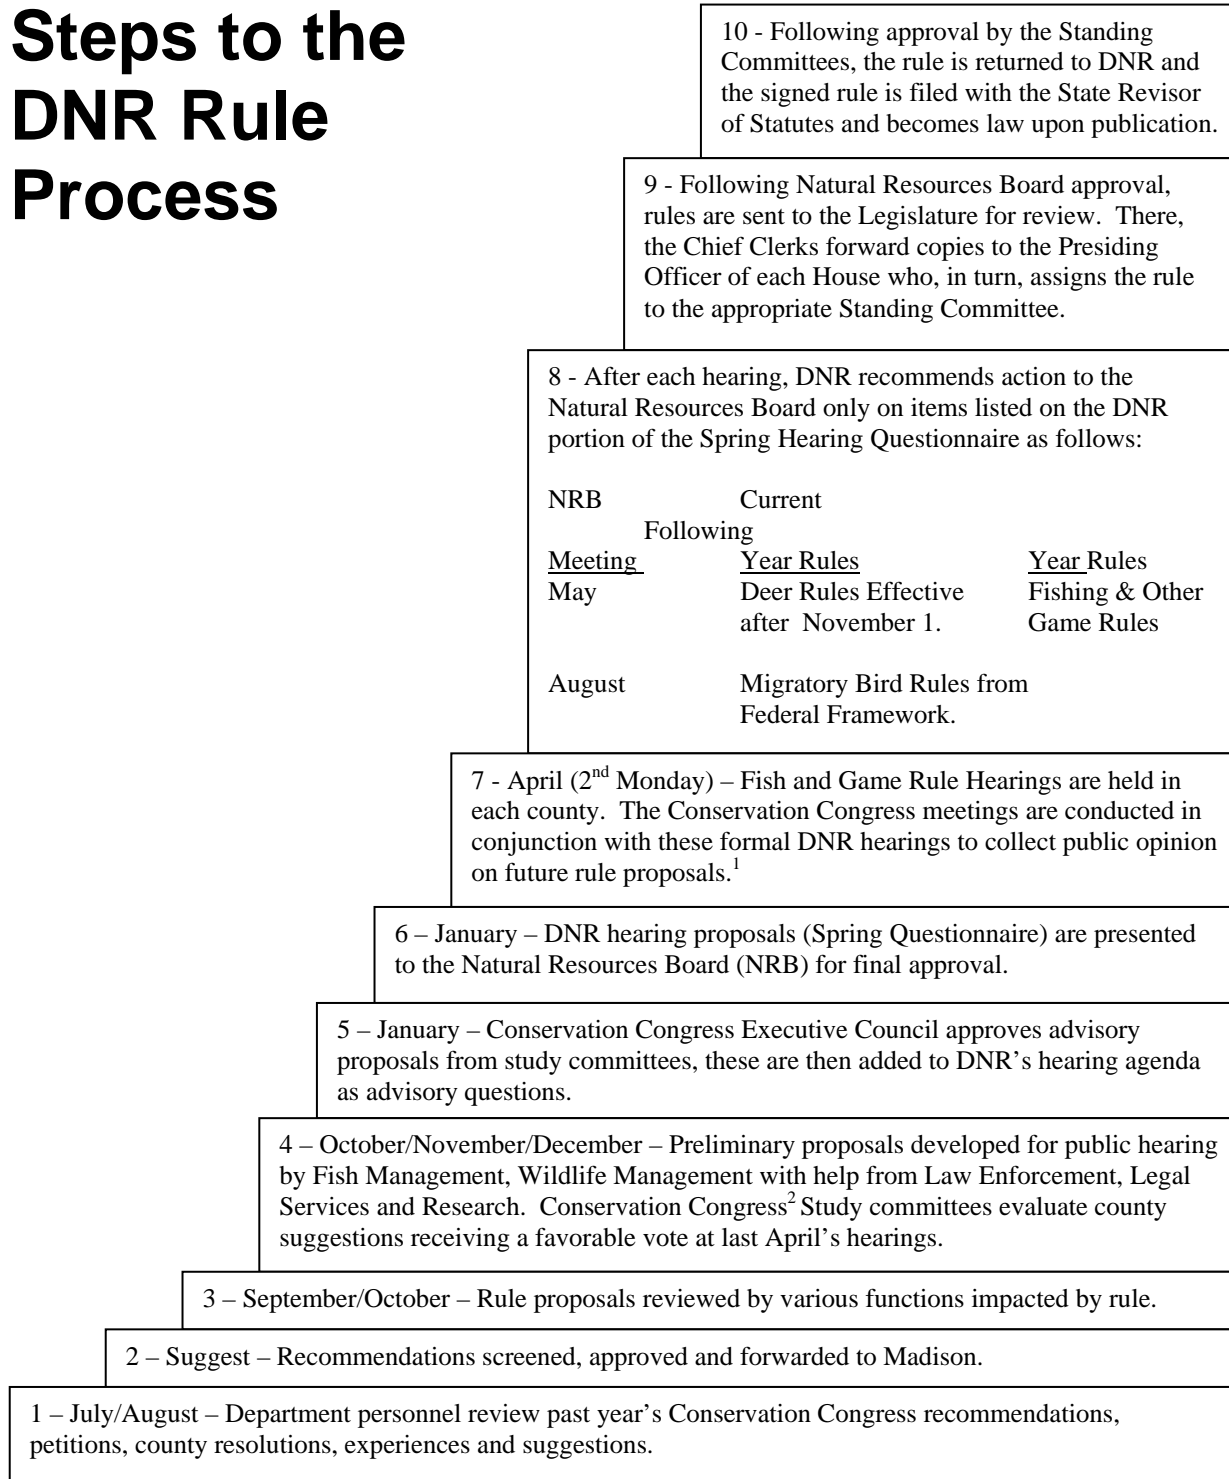 Steps to the
DNR Rule
Process
10 - Following approval by the Standing
Committees, the rule is returned to DNR and
the signed rule is filed with the State Revisor
of Statutes and becomes law upon publication.
9 - Following Natural Resources Board approval,
rules are sent to the Legislature for review.  There,
the Chief Clerks forward copies to the Presiding
Officer of each House who, in turn, assigns the rule
to the appropriate Standing Committee.
8 - After each hearing, DNR recommends action to the
Natural Resources Board only on items listed on the DNR
portion of the Spring Hearing Questionnaire as follows:
NRB Current
Following
Meeting Year Rules Year Rules
May Deer Rules Effective Fishing & Other
after  November 1. Game Rules
August Migratory Bird Rules from
Federal Framework.
7 - April (2nd Monday) – Fish and Game Rule Hearings are held in
each county.  The Conservation Congress meetings are conducted in
conjunction with these formal DNR hearings to collect public opinion
on future rule proposals.1
6 – January – DNR hearing proposals (Spring Questionnaire) are presented
to the Natural Resources Board (NRB) for final approval.
5 – January – Conservation Congress Executive Council approves advisory
proposals from study committees, these are then added to DNR’s hearing agenda
as advisory questions.
4 – October/November/December – Preliminary proposals developed for public hearing
by Fish Management, Wildlife Management with help from Law Enforcement, Legal
Services and Research.  Conservation Congress2 Study committees evaluate county
suggestions receiving a favorable vote at last April’s hearings.
3 – September/October – Rule proposals reviewed by various functions impacted by rule.
2 – Suggest – Recommendations screened, approved and forwarded to Madison.
1 – July/August – Department personnel review past year’s Conservation Congress recommendations,
petitions, county resolutions, experiences and suggestions.